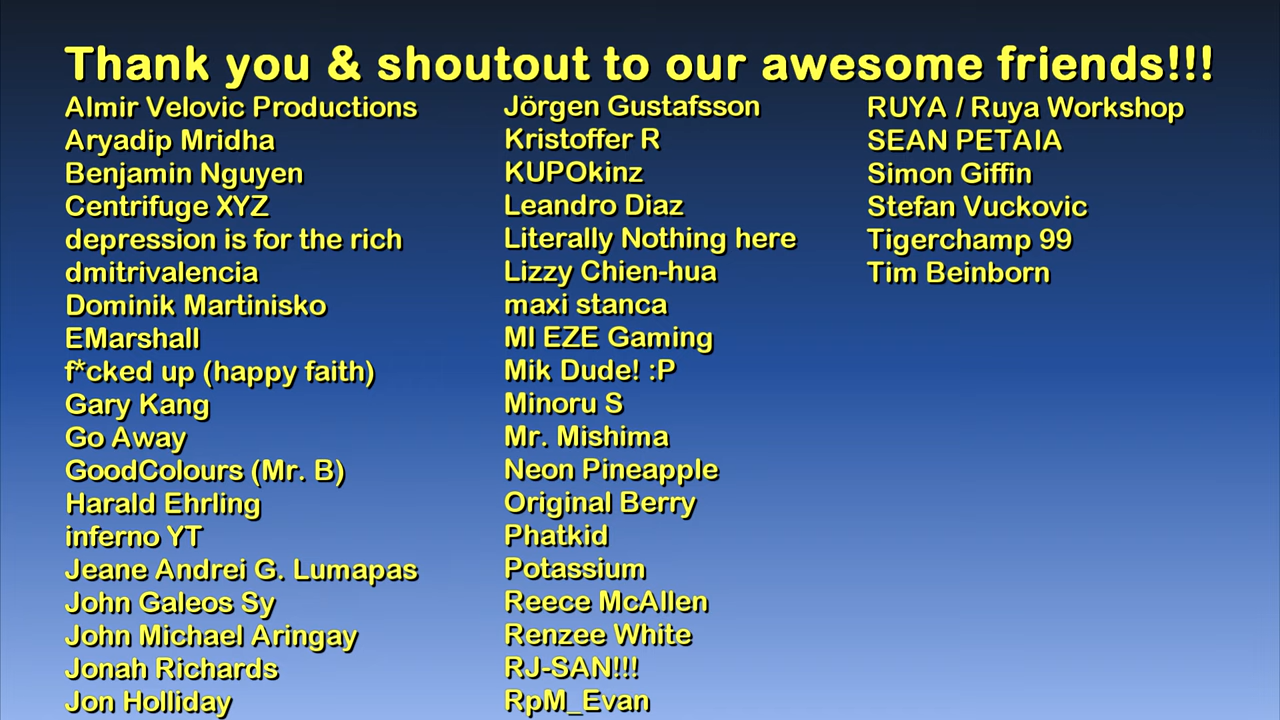 Thank you & shoutout to our awesome friends!!!
Almir Velovic Productions
Aryadip Mridha
Benjamin Nguyen
Centrifuge XYZ
depression is for the rich
dmitrivalencia
Dominik Martinisko
EMarshall
f*cked up (happy faith)
Gary Kang
Go Away
GoodColours (Mr. B)
Harald Ehrling
inferno YT
Jeane Andrei G. Lumapas
John Galeos Sy
John Michael Aringay
Jonah Richards
Jon Holliday
Jörgen Gustafsson
Kristoffer R
KUPOkinz
Leandro Diaz
Literally Nothing here
Lizzy Chien-hua
maxi stanca
MI EZE Gaming
Mik Dude! :P
Minoru S
Mr. Mishima
Neon Pineapple
Original Berry
Phatkid
Potassium
Reece McAllen
Renzee White
RJ-SAN!!!
RpM_Evan
RUYA / Ruya Workshop
SEAN PETAIA
Simon Giffin
Stefan Vuckovic
Tigerchamp 99
Tim Beinborn